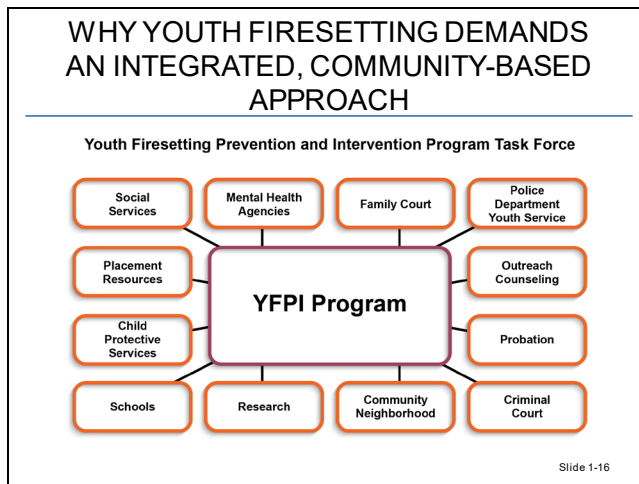 WHY YOUTH FIRESETTING DEMANDS
AN INTEGRATED, COMMUNITY-BASED
APPROACH
Youth Firesetting Prevention and Intervention Program Task Force
Social
Services
Mental Health
Agencies
Family Court
Police
Department
Youth Service
Placement
Resources
YFPI Program
Outreach
Counseling
Child
Protective
Services
Probation
Schools
Research
Community
Neighborhood
Criminal
Court
Slide 1-16